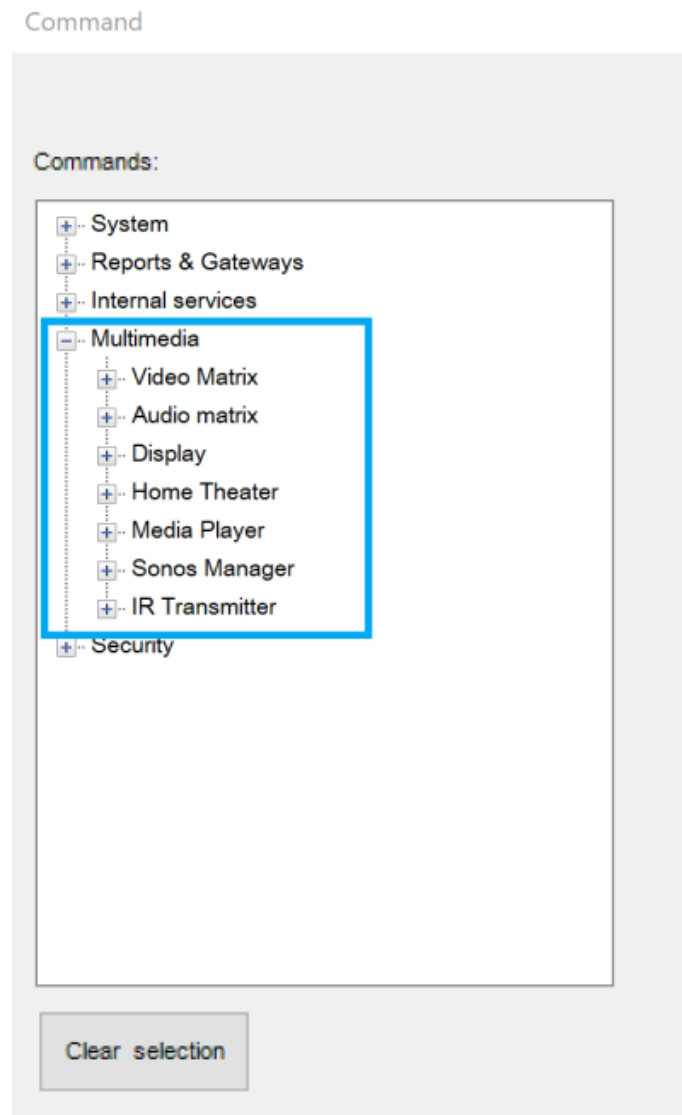 Command
Commands:
System
Reports & Gateways
Internal services
Multimedia
Video Matrix
Audio matrix
Display
Home Theater
Media Player
Sonos Manager
IR Transmitter
Security
Clear selection